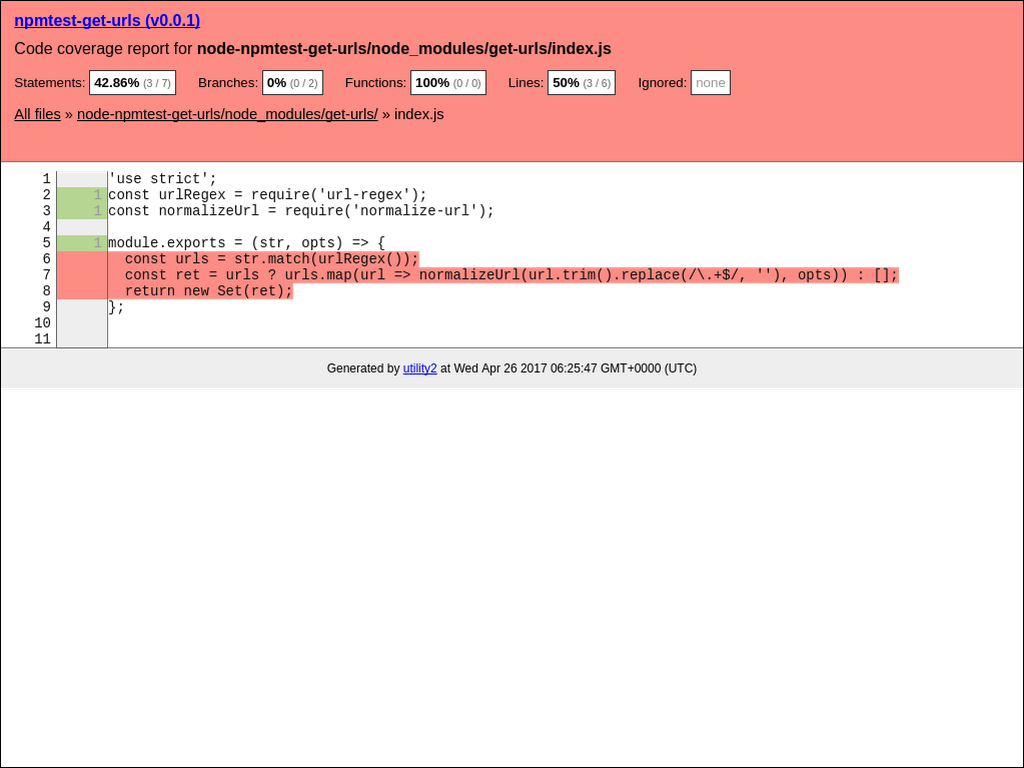 npmtest-get-urls (v0.0.1)
Code coverage report for node-npmtest-get-urls/node_modules/get-urls/index.js
Statements: 42.86% (3 / 7) Branches: 0% (0 / 2) Functions: 100% (0 / 0) Lines: 50% (3 / 6) Ignored: none
All files » node-npmtest-get-urls/node_modules/get-urls/ » index.js
1 'use strict';
2 1 const urlRegex = require('url-regex');
3 1 const normalizeUrl = require('normalize-url');
4
5 1 module.exports = (str, opts) => {
6 const urls = str.match(urlRegex());
7 const ret = urls ? urls.map(url => normalizeUrl(url.trim().replace(/\.+$/, ''), opts)) : [];
8 return new Set(ret);
9 };
10
11
Generated by utility2 at Wed Apr 26 2017 06:25:47 GMT+0000 (UTC)